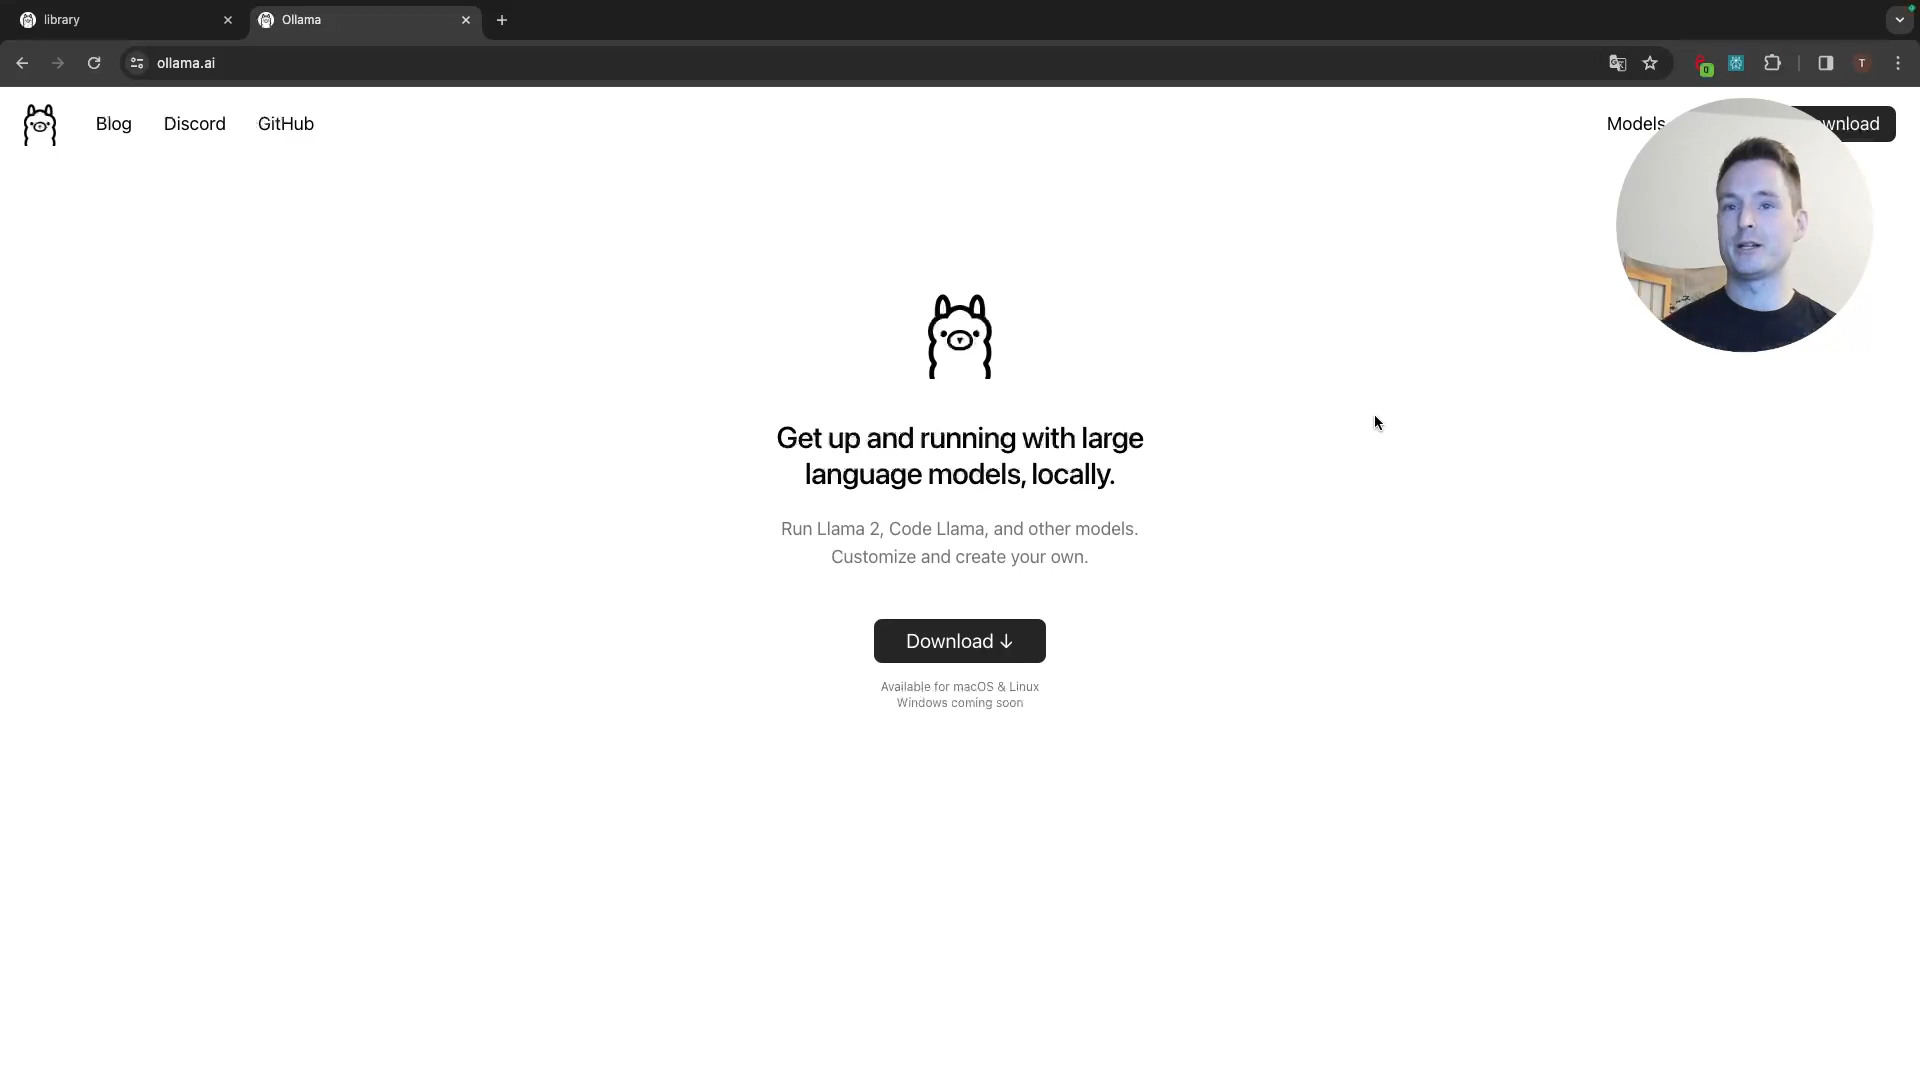 library
Ollama
ollama.ai
T
Blog
Discord
GitHub
Models
wnload
Get up and running with large
language models, locally.
Run Llama 2, Code Llama, and other models.
Customize and create your own.
Download ↓
Available for macOS & Linux
Windows coming soon